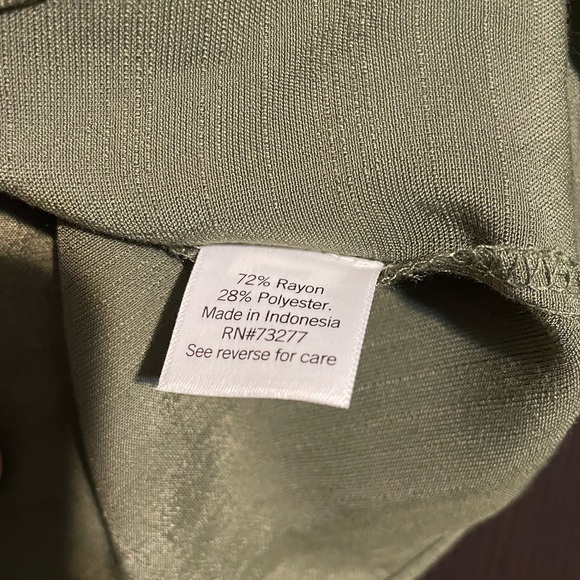 72% Rayon
28% Polyester.
Made in Indonesia
RN#73277
See reverse for care